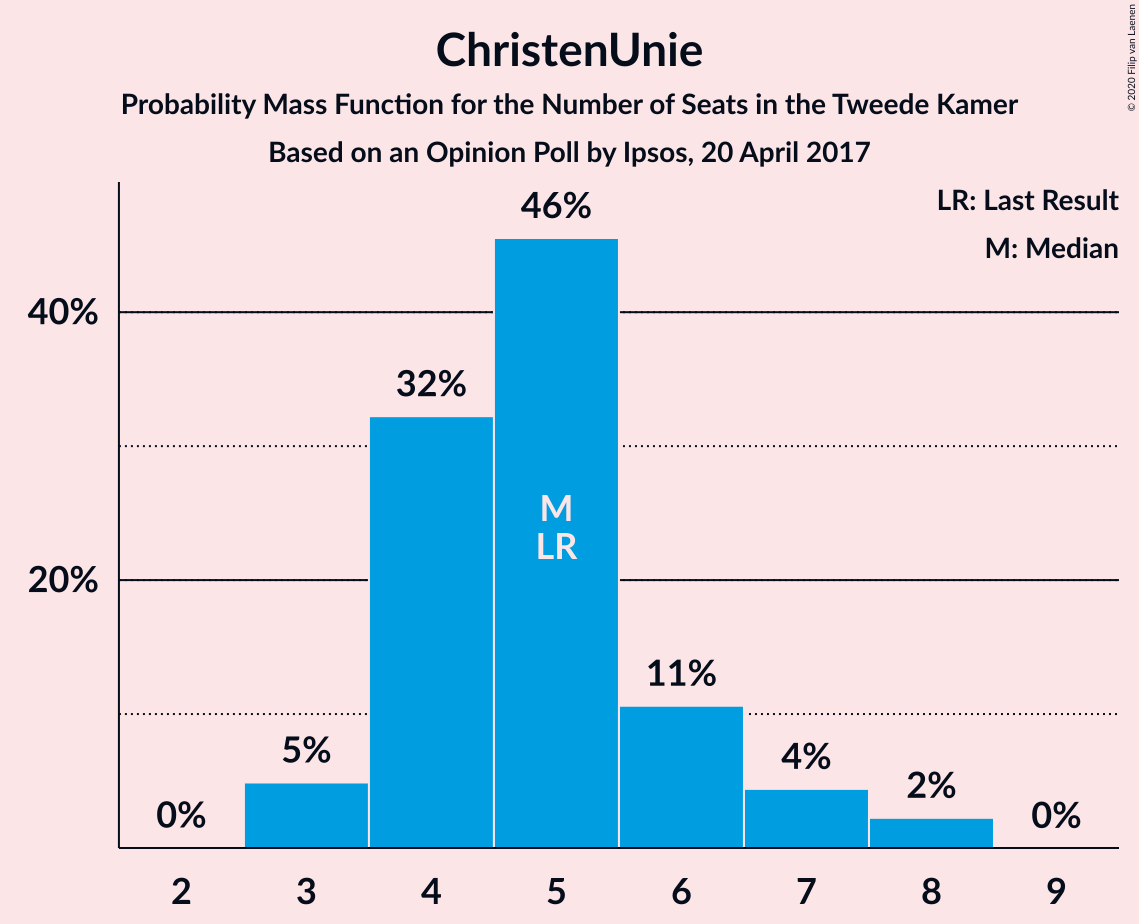 ChristenUnie
Probability Mass Function for the Number of Seats in the Tweede Kamer
Based on an Opinion Poll by Ipsos, 20 April 2017
© 2020 Filip van Laenen
LR: Last Result
M: Median
40%
20%
0%
5%
32%
46%
11%
4%
2%
0%
M
LR
2
3
4
5
6
7
8
9